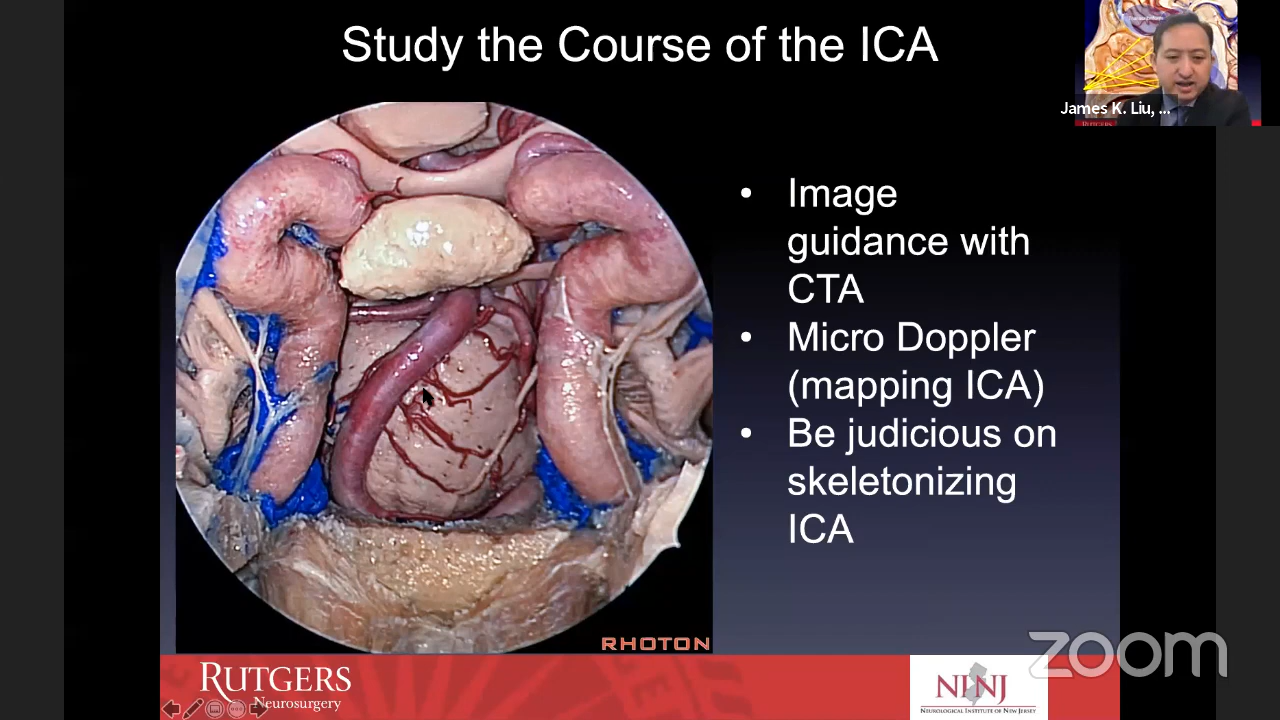 Study the Course of the ICA
James K. Liu, ...
• Image
guidance with
CTA
• Micro Doppler
(mapping ICA)
• Be judicious on
skeletonizing
ICA
RHOTON
RUTGERS
Neurosurgery
NINJ
NEUROLOGICAL INSTITUTE OF NEW JERSEY
zoom